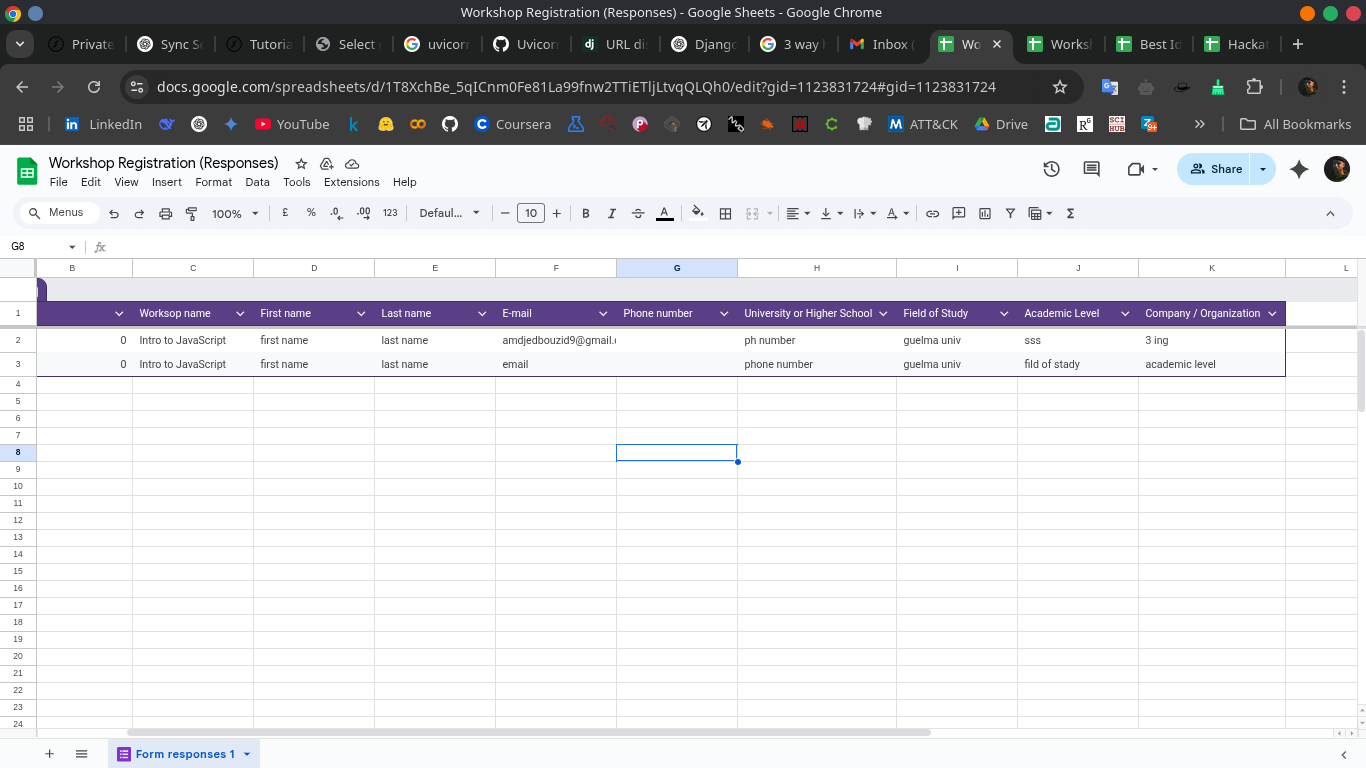 Workshop Registration (Responses) - Google Sheets - Google Chrome
Private Sync S Tutoria Select uvicorn Uvicorn URL di Django 3 way Inbox ( Wo Works Best Id Hacka
docs.google.com/spreadsheets/d/1T8XchBe_5qICnm0Fe81La99fnw2TTiETljLtvqQLQh0/edit?gid=1123831724#gid=1123831724
LinkedIn YouTube Coursera ATT&CK Drive All Bookmarks
Workshop Registration (Responses)
File Edit View Insert Format Data Tools Extensions Help
Share
Menus 100% £ % .0 .00 123 Defaul... 10 B I A
G8 fx
B C D E F G H I J K L
1 Worksop name First name Last name E-mail Phone number University or Higher School Field of Study Academic Level Company / Organization
2 0 Intro to JavaScript first name last name amdjedbouzid9@gmail. ph number guelma univ sss 3 ing
3 0 Intro to JavaScript first name last name email phone number guelma univ fild of stady academic level
4
5
6
7
8
9
10
11
12
13
14
15
16
17
18
19
20
21
22
23
24
Form responses 1